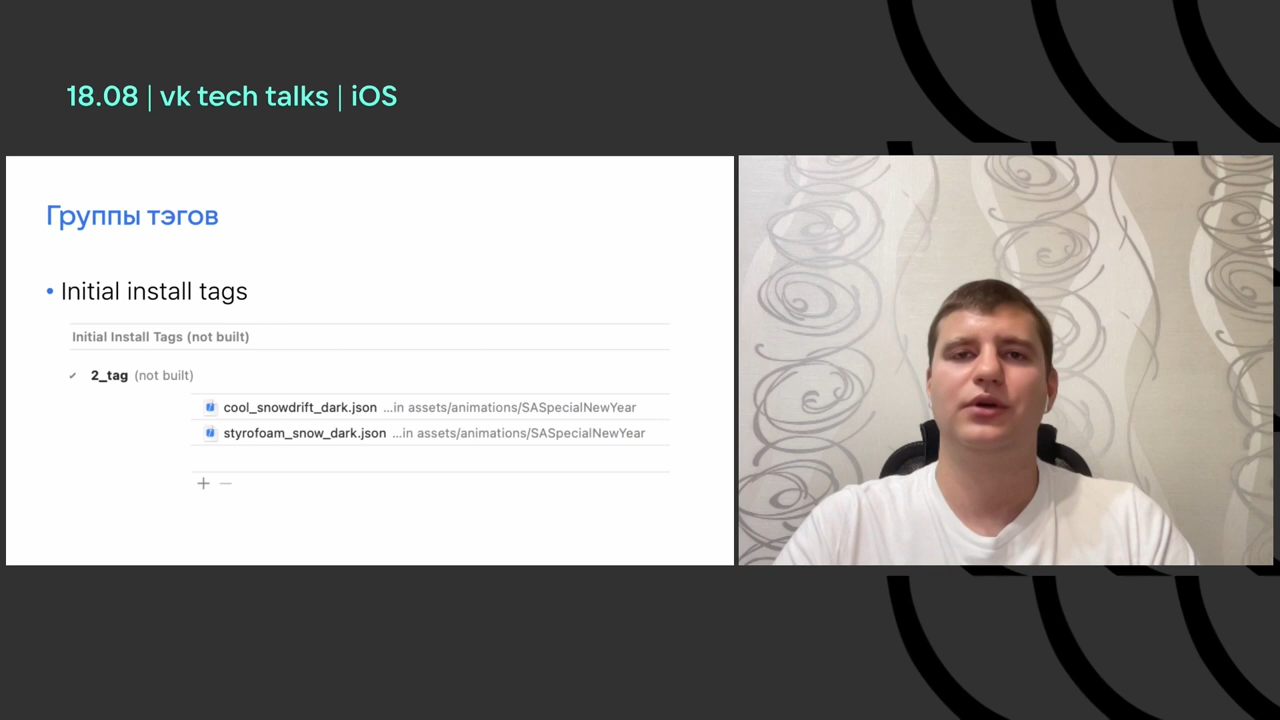 18.08 | vk tech talks | iOS
Группы тэгов
• Initial install tags
Initial Install Tags (not built)
2_tag (not built)
cool_snowdrift_dark.json ...in assets/animations/SASpecialNewYear
styrofoam_snow_dark.json ...in assets/animations/SASpecialNewYear